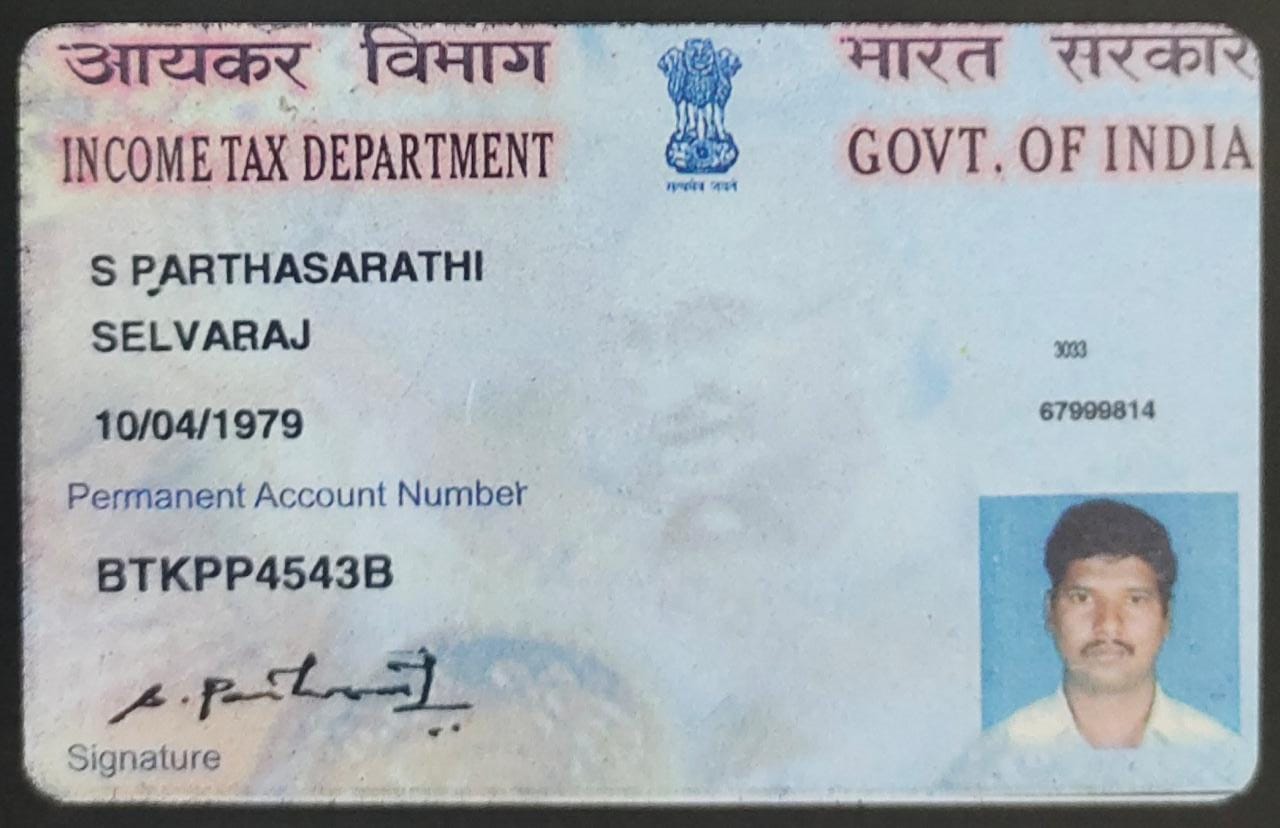 आयकर विभाग
भारत सरकार
INCOME TAX DEPARTMENT
GOVT. OF INDIA
सत्यमेव जयते
S PARTHASARATHI
SELVARAJ
3033
10/04/1979
67999814
Permanent Account Number
BTKPP4543B
Signature